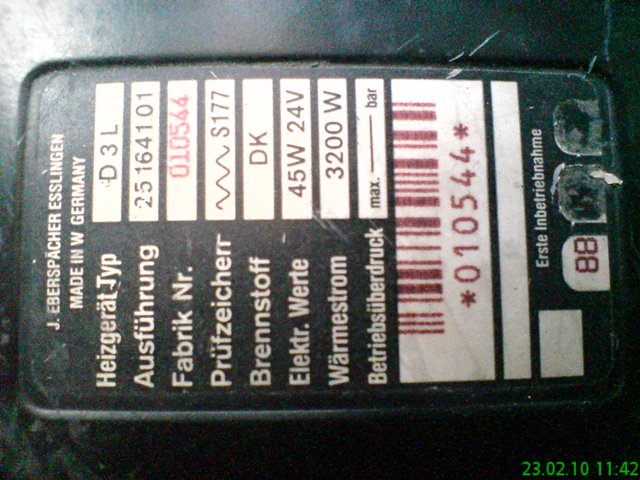 J. EBERSPÄCHER ESSLINGEN
MADE IN W GERMANY
Heizgerät Typ D 3 L
Ausführung 25 1641 01
Fabrik Nr. 010544
Prüfzeichen S177
Brennstoff DK
Elektr. Werte 45W 24V
Wärmestrom 3200 W
Betriebsüberdruck max. bar
*010544*
Erste Inbetriebnahme
88
23.02.10 11:42